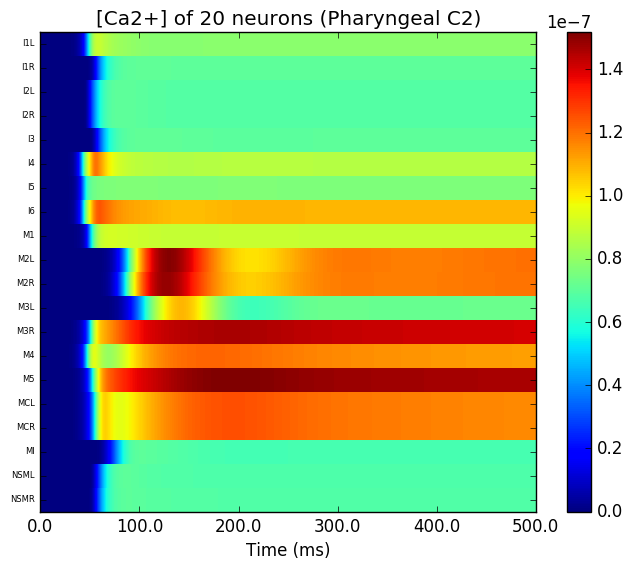 [Ca2+] of 20 neurons (Pharyngeal C2)
1e−7
I1L
I1R
I2L
I2R
I3
I4
I5
I6
M1
M2L
M2R
M3L
M3R
M4
M5
MCL
MCR
MI
NSML
NSMR
0.0 100.0 200.0 300.0 400.0 500.0
Time (ms)
1.4
1.2
1.0
0.8
0.6
0.4
0.2
0.0